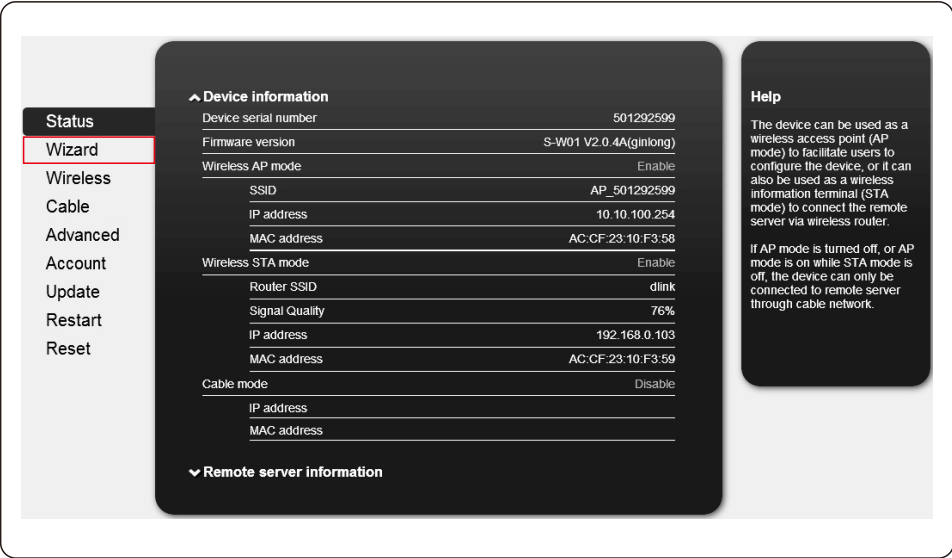 Status
Wizard
Wireless
Cable
Advanced
Account
Update
Restart
Reset
Device information
Device serial number 501292599
Firmware version S-W01 V2.0.4A(ginlong)
Wireless AP mode Enable
SSID AP_501292599
IP address 10.10.100.254
MAC address AC:CF:23:10:F3:58
Wireless STA mode Enable
Router SSID dlink
Signal Quality 76%
IP address 192.168.0.103
MAC address AC:CF:23:10:F3:59
Cable mode Disable
IP address
MAC address
Remote server information
Help
The device can be used as a
wireless access point (AP
mode) to facilitate users to
configure the device, or it can
also be used as a wireless
information terminal (STA
mode) to connect the remote
server via wireless router.
If AP mode is turned off, or AP
mode is on while STA mode is
off, the device can only be
connected to remote server
through cable network.